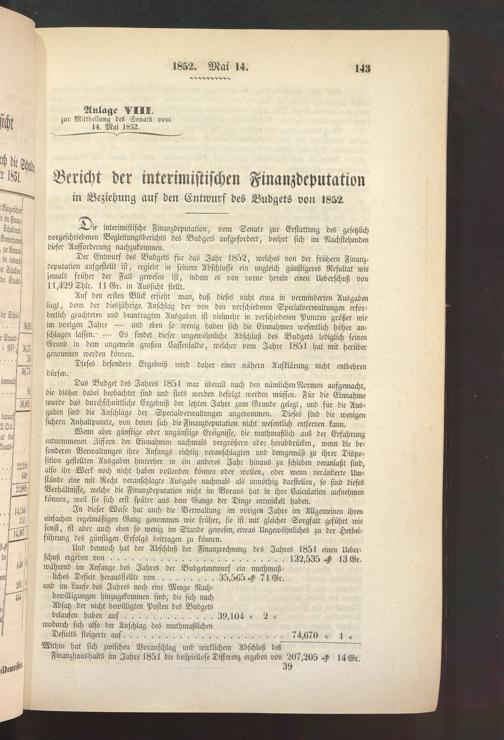 1852. Mai 14.
143
Anlage VIII.
zur Mittheilung des Senats vom
14. Mai 1852.
Bericht der interimistischen Finanzdeputation
in Beziehung auf den Entwurf des Budgets von 1852.
Die interimistische Finanzdeputation, vom Senate zur Erstattung des gesetzlich
vorgeschriebenen Begleitungsberichts des Budgets aufgefordert, beehrt sich im Nachstehenden
dieser Aufforderung nachzukommen.
Der Entwurf des Budgets für das Jahr 1852, welches von der frühern Finanz-
deputation aufgestellt ist, ergiebt in seinem Abschlusse ein ungleich günstigeres Resultat wie
jemals früher der Fall gewesen ist, indem es von vorne herein einen Ueberschuß von
11,429 Thlr. 11 Gr. in Aussicht stellt.
Auf den ersten Blick ersieht man, daß dieses nicht etwa in verminderten Ausgaben
liegt, denn der diesjährige Anschlag der von den verschiedenen Specialverwaltungen erfor-
derlich geachteten und beantragten Ausgaben ist vielmehr in verschiedenen Puncten größer wie
im vorigen Jahre — und eben so wenig haben sich die Einnahmen wesentlich höher an-
schlagen lassen. — Es findet dieser ungewöhnliche Abschluß des Budgets lediglich seinen
Grund in dem ungemein großen Cassensaldo, welcher vom Jahre 1851 hat mit herüber
genommen werden können.
Dieses besondere Ergebniß wird daher einer nähern Aufklärung nicht entbehren
dürfen.
Das Budget des Jahres 1851 war überall nach den nämlichen Normen aufgemacht,
die bisher dabei beobachtet sind und stets werden befolgt werden müssen. Für die Einnahme
wurde das durchschnittliche Ergebniß der letzten Jahre zum Grunde gelegt, und für die Aus-
gaben sind die Anschläge der Specialverwaltungen angenommen. Dieses sind die wenigen
sichern Anhaltpuncte, von denen sich die Finanzdeputation nicht wesentlich entfernen kann.
Wenn aber günstige oder ungünstige Ereignisse, die muthmaßlich aus der Erfahrung
entnommenen Ziffern der Einnahmen nachmals vergrößern oder herabdrücken, wenn die be-
sonderen Verwaltungen ihre Anfangs richtig veranschlagten und demgemäß zu ihrer Dispo-
sition gestellten Ausgaben hinterher in ein anderes Jahr hinaus zu schieben veranlaßt sind,
also ihr Werk noch nicht haben vollenden können oder wollen, oder wenn veränderte Um-
stände eine mit Recht veranschlagte Ausgabe nachmals als unnöthig darstellen, so sind dieses
Verhältnisse, welche die Finanzdeputation nicht im Voraus hat in ihre Calculation aufnehmen
können, weil sie sich erst später aus dem Gange der Dinge entwickelt haben.
In dieser Weise hat auch die Verwaltung im vorigen Jahre im Allgemeinen ihren
einfachen regelmäßigen Gang genommen wie früher, sie ist mit gleicher Sorgfalt geführt wie
sonst, ist aber auch eben so wenig im Stande gewesen, etwas Ungewöhnliches zu der Herbei-
führung des günstigen Erfolgs beitragen zu können.
Und dennoch hat der Abschluß der Finanzrechnung des Jahres 1851 einen Ueber-
schuß ergeben von . . . . . . . . . . 132,535 ₰ 13 Gr.
während im Anfange des Jahres der Budgetentwurf ein muthmaß-
liches Deficit herausstellte von . . . . . . . 35,565 ₰ 71 Gr.
und im Laufe des Jahres noch eine Menge Nach-
bewilligungen hinzugekommen sind, die sich nach
Absatz der nicht bewilligten Posten des Budgets
belaufen haben auf . . . . . . . . 39,104 « 2 «
wodurch sich also der Anschlag des muthmaßlichen
Deficits steigerte auf . . . . . . . . . . 74,670 « 1 «
Mithin hat sich zwischen Voranschlag und wirklichem Abschluß des
Finanzhaushalts im Jahre 1851 die beispiellose Differenz ergeben von 207,205 ₰ 14 Gr.
39